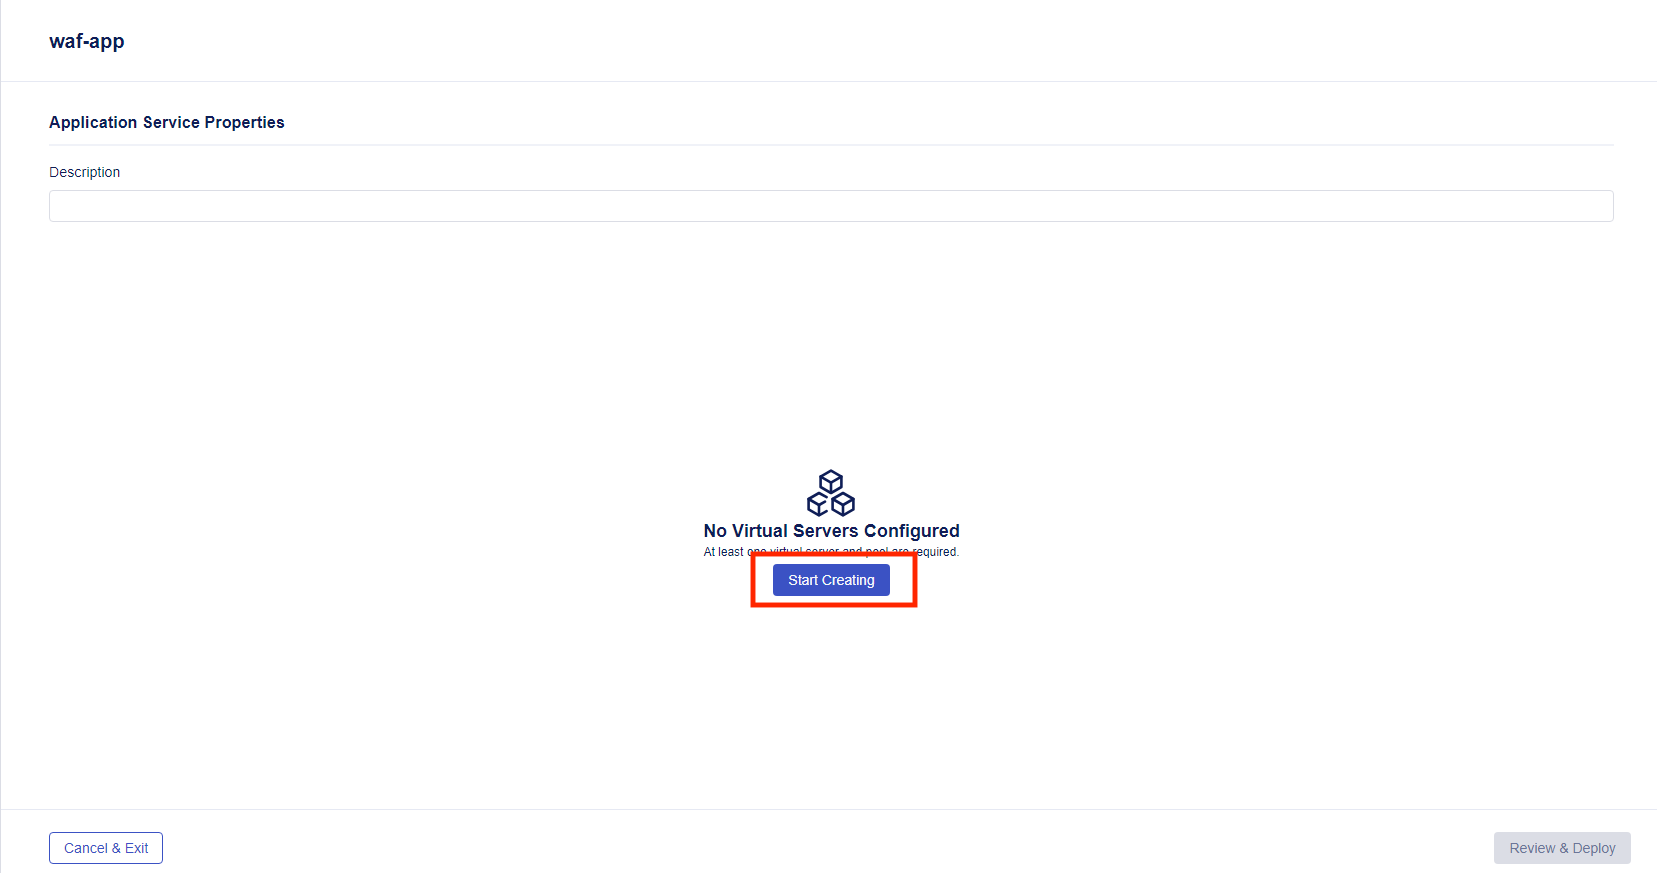 waf-app
Application Service Properties
Description
No Virtual Servers Configured
At least one virtual server and pool are required.
Start Creating
Cancel & Exit
Review & Deploy